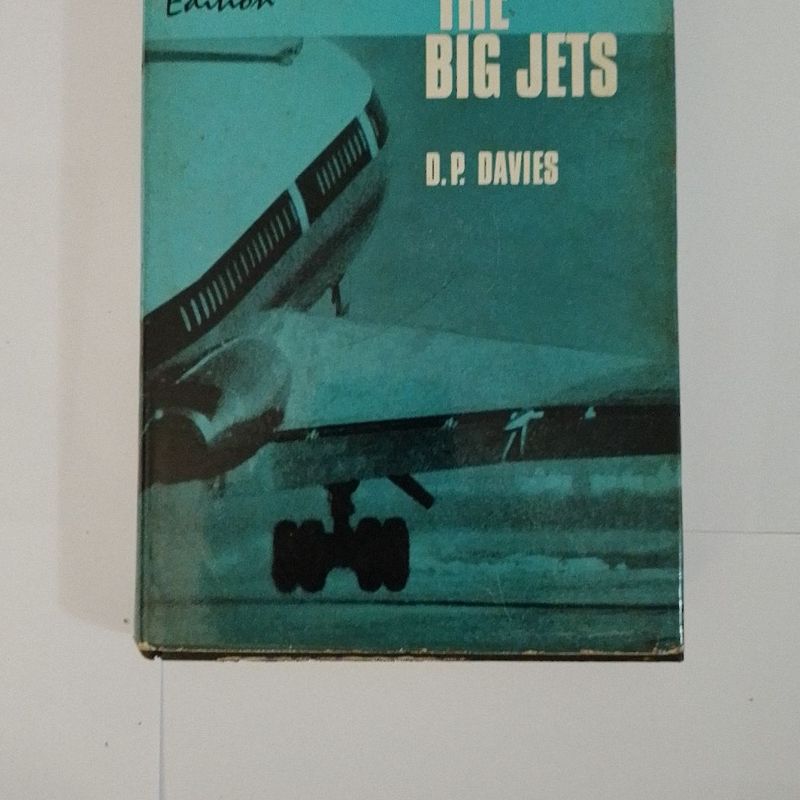 Edition
THE
BIG JETS
D.P. DAVIES